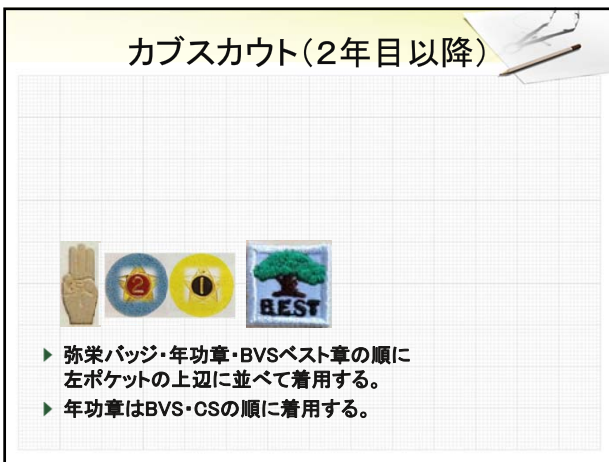 カブスカウト(2年目以降)
2 1 BEST
弥栄バッジ・年功章・BVSベスト章の順に
左ポケットの上辺に並べて着用する。
年功章はBVS・CSの順に着用する。